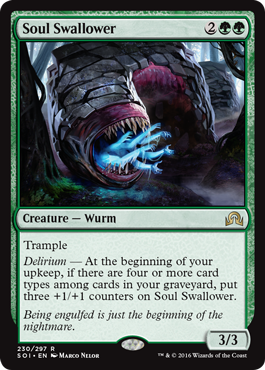 Soul Swallower 2
Creature — Wurm
Trample
Delirium — At the beginning of your
upkeep, if there are four or more card
types among cards in your graveyard, put
three +1/+1 counters on Soul Swallower.
Being engulfed is just the beginning of the
nightmare.
3/3
230/297 R
SOI • EN MARCO NELOR
™ & © 2016 Wizards of the Coast